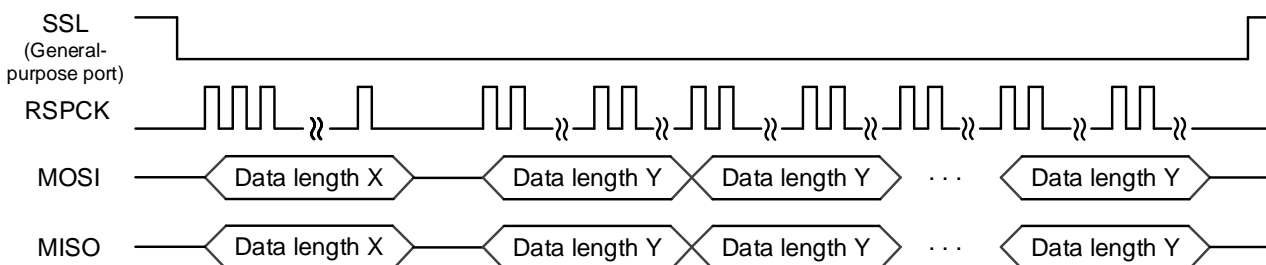 SSL
(General-
purpose port)
RSPCK
MOSI
Data length X
Data length Y
Data length Y
· · ·
Data length Y
MISO
Data length X
Data length Y
Data length Y
· · ·
Data length Y